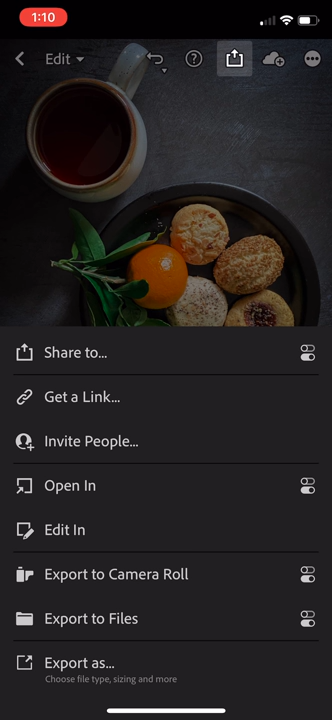 1:10
Edit
Share to...
Get a Link...
Invite People...
Open In
Edit In
Export to Camera Roll
Export to Files
Export as...
Choose file type, sizing and more